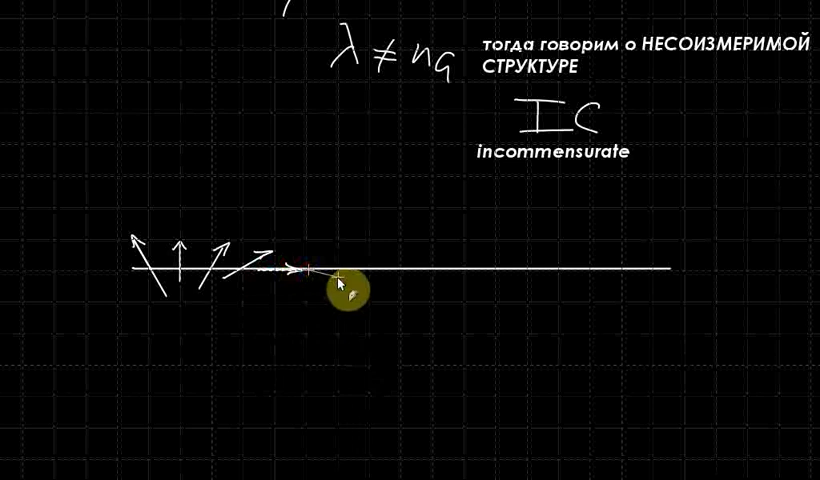 λ ≠ na
тогда говорим о НЕСОИЗМЕРИМОЙ
СТРУКТУРЕ
IC
incommensurate